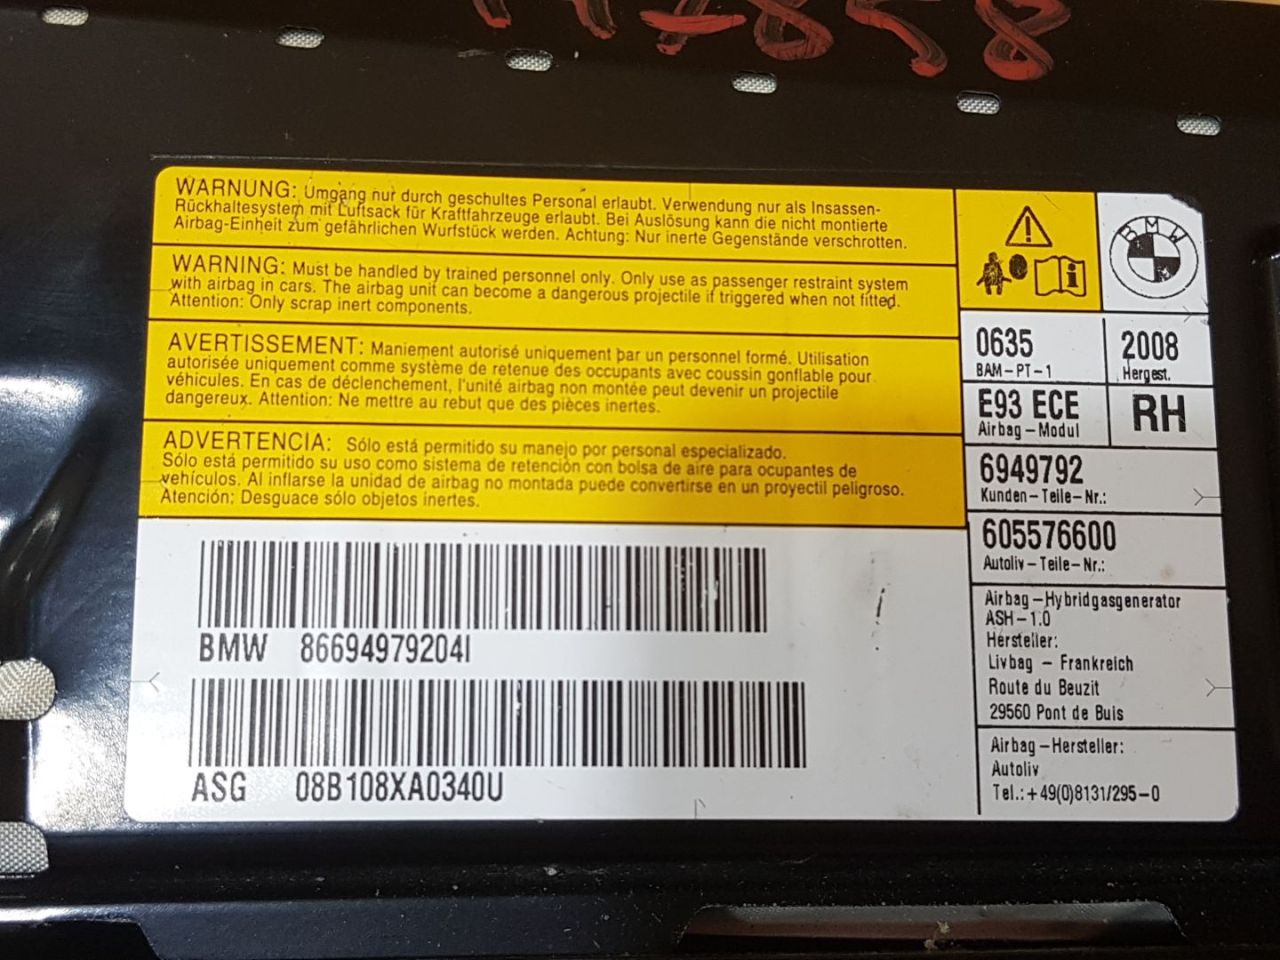 WARNUNG: Umgang nur durch geschultes Personal erlaubt. Verwendung nur als Insassen-
Rückhaltesystem mit Luftsack für Kraftfahrzeuge erlaubt. Bei Auslösung kann die nicht montierte
Airbag-Einheit zum gefährlichen Wurfstück werden. Achtung: Nur inerte Gegenstände verschrotten.
WARNING: Must be handled by trained personnel only. Only use as passenger restraint system
with airbag in cars. The airbag unit can become a dangerous projectile if triggered when not fitted.
Attention: Only scrap inert components.
AVERTISSEMENT: Maniement autorisé uniquement par un personnel formé. Utilisation
autorisée uniquement comme système de retenue des occupants avec coussin gonflable pour
véhicules. En cas de déclenchement, l'unité airbag non montée peut devenir un projectile
dangereux. Attention: Ne mettre au rebut que des pièces inertes.
ADVERTENCIA: Sólo está permitido su manejo por personal especializado.
Sólo está permitido su uso como sistema de retención con bolsa de aire para ocupantes de
vehículos. Al inflarse la unidad de airbag no montada puede convertirse en un proyectil peligroso.
Atención: Desguace sólo objetos inertes.
BMW 86694979204I
ASG 08B108XA0340U
BMW
0635
BAM-PT-1
2008
Hergest.
E93 ECE
Airbag-Modul
RH
6949792
Kunden-Teile-Nr.:
605576600
Autoliv-Teile-Nr.:
Airbag-Hybridgasgenerator
ASH-1.0
Hersteller:
Livbag - Frankreich
Route du Beuzit
29560 Pont de Buis
Airbag-Hersteller:
Autoliv
Tel.:+49(0)8131/295-0